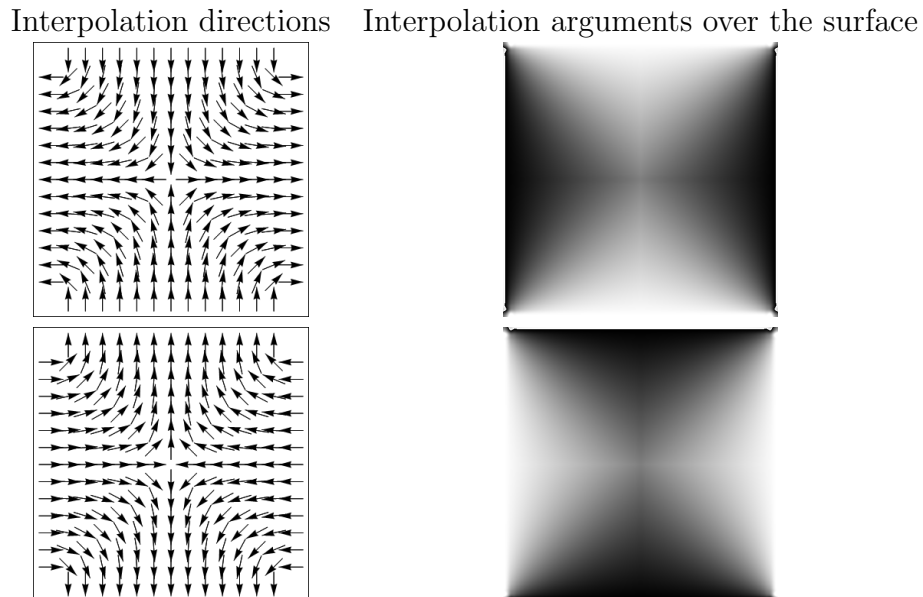 Interpolation directions
Interpolation arguments over the surface